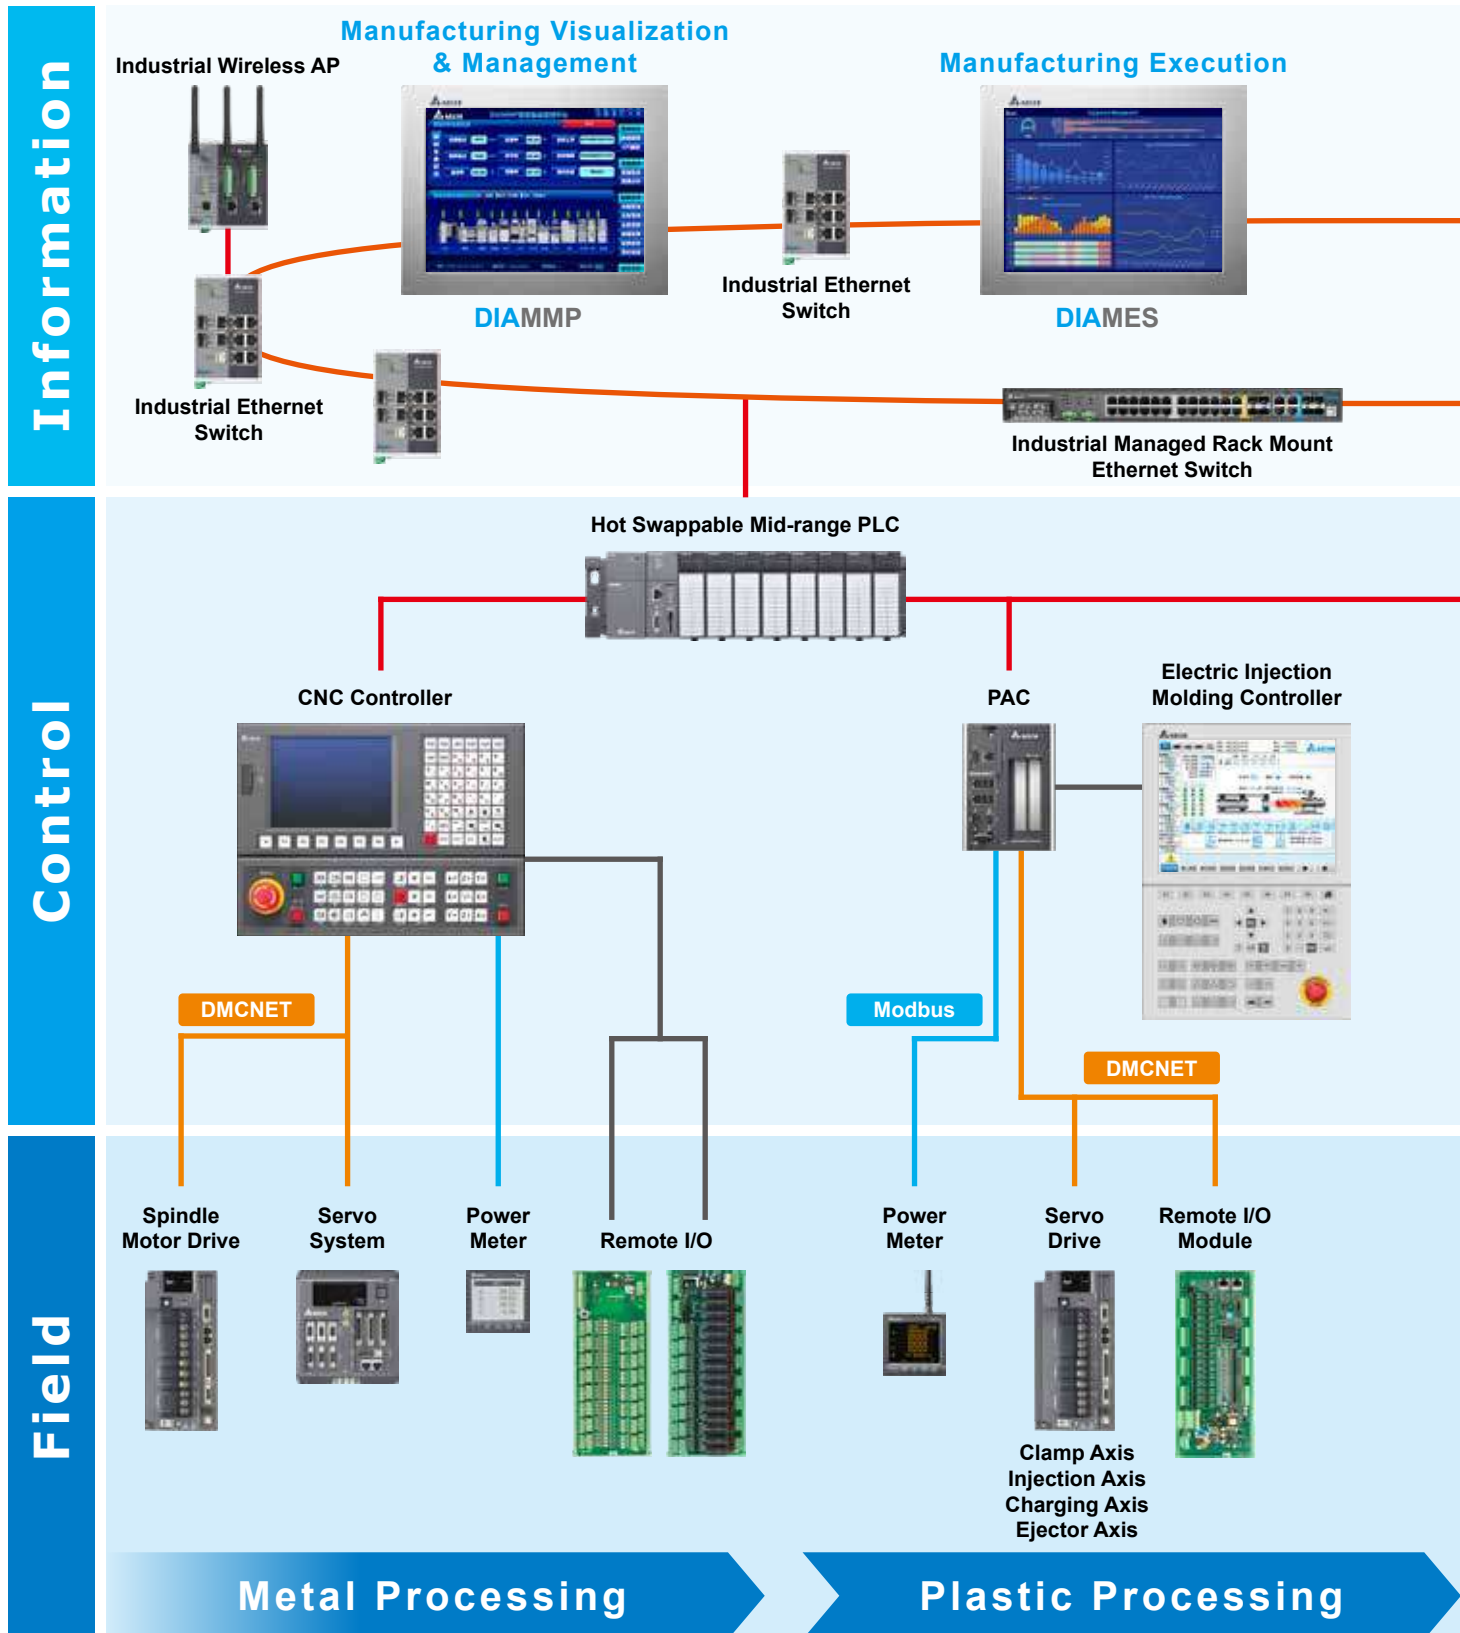 Information
Industrial Wireless AP
Manufacturing Visualization
& Management
Manufacturing Execution
DIAMMP
Industrial Ethernet
Switch
DIAMES
Industrial Ethernet
Switch
Industrial Managed Rack Mount
Ethernet Switch
Control
Hot Swappable Mid-range PLC
CNC Controller
PAC
Electric Injection
Molding Controller
DMCNET
Modbus
DMCNET
Field
Spindle
Motor Drive
Servo
System
Power
Meter
Remote I/O
Power
Meter
Servo
Drive
Remote I/O
Module
Clamp Axis
Injection Axis
Charging Axis
Ejector Axis
Metal Processing
Plastic Processing